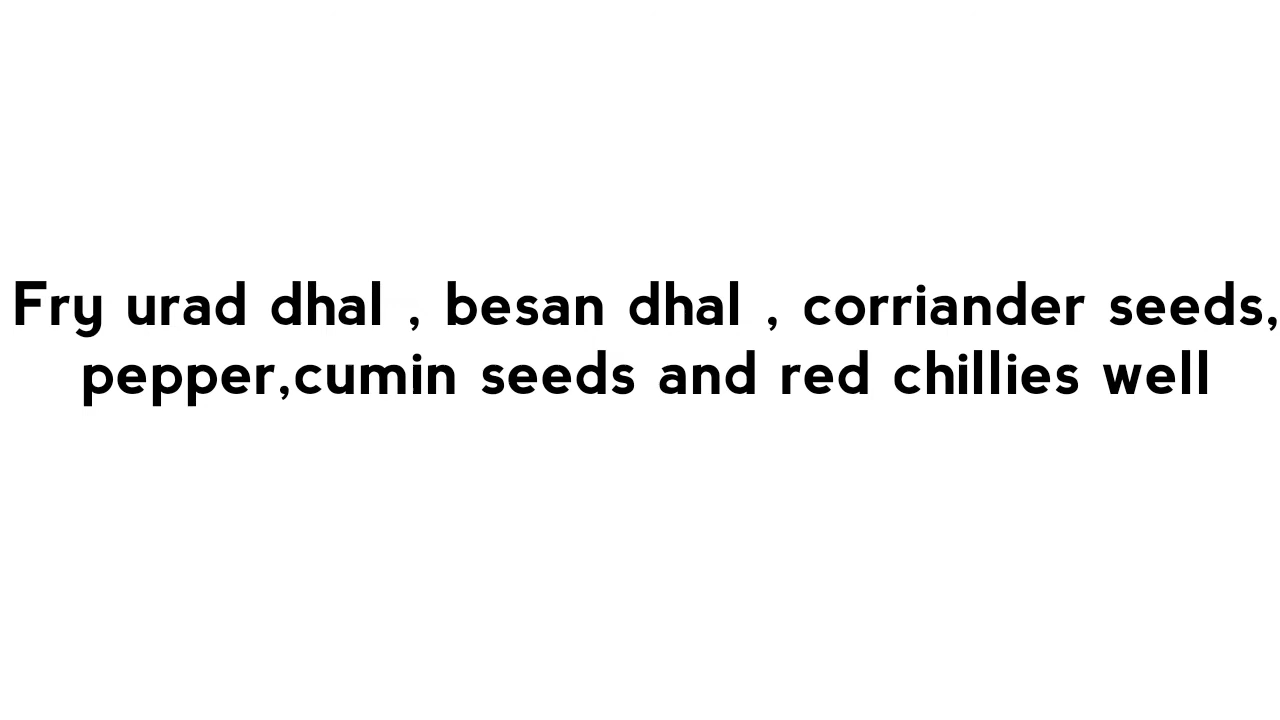 Fry urad dhal , besan dhal , corriander seeds,
pepper,cumin seeds and red chillies well